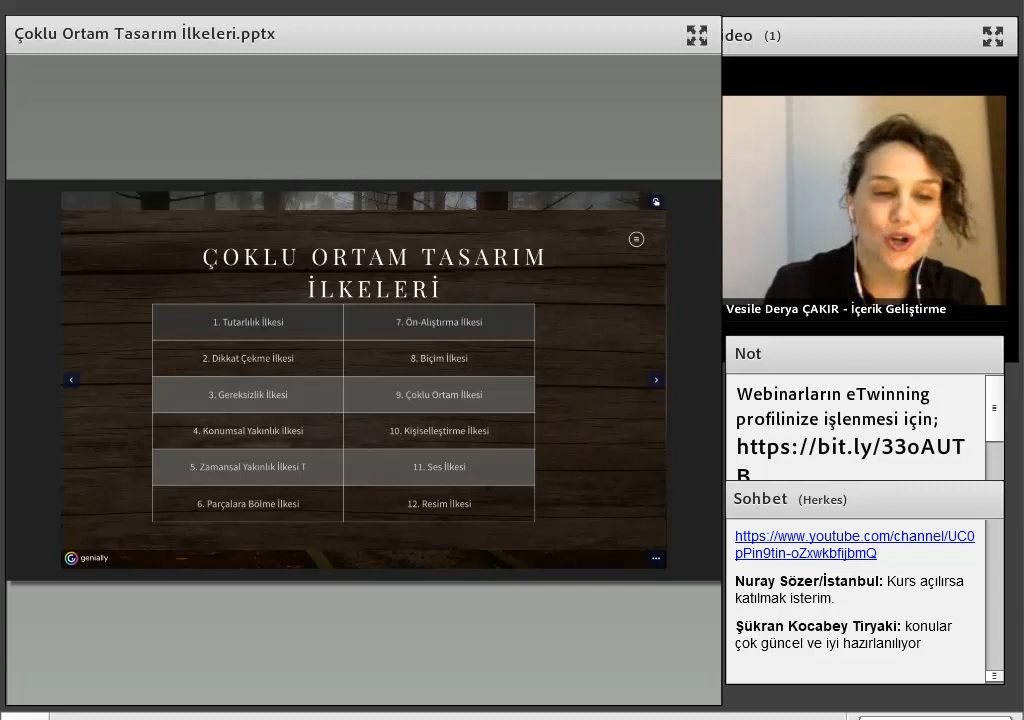 Çoklu Ortam Tasarım İlkeleri.pptx
ideo (1)
ÇOKLU ORTAM TASARIM
İLKELERİ
1. Tutarlılık İlkesi
7. Ön-Alıştırma İlkesi
2. Dikkat Çekme İlkesi
8. Biçim İlkesi
3. Gereksizlik İlkesi
9. Çoklu Ortam İlkesi
4. Konumsal Yakınlık İlkesi
10. Kişiselleştirme İlkesi
5. Zamansal Yakınlık İlkesi T
11. Ses İlkesi
6. Parçalara Bölme İlkesi
12. Resim İlkesi
genially
Vesile Derya ÇAKIR - İçerik Geliştirme
Not
Webinarların eTwinning
profilinize işlenmesi için;
https://bit.ly/33oAUT
B
Sohbet (Herkes)
https://www.youtube.com/channel/UC0
pPin9tin-oZxwkbfijbmQ
Nuray Sözer/İstanbul: Kurs açılırsa
katılmak isterim.
Şükran Kocabey Tiryaki: konular
çok güncel ve iyi hazırlanılıyor